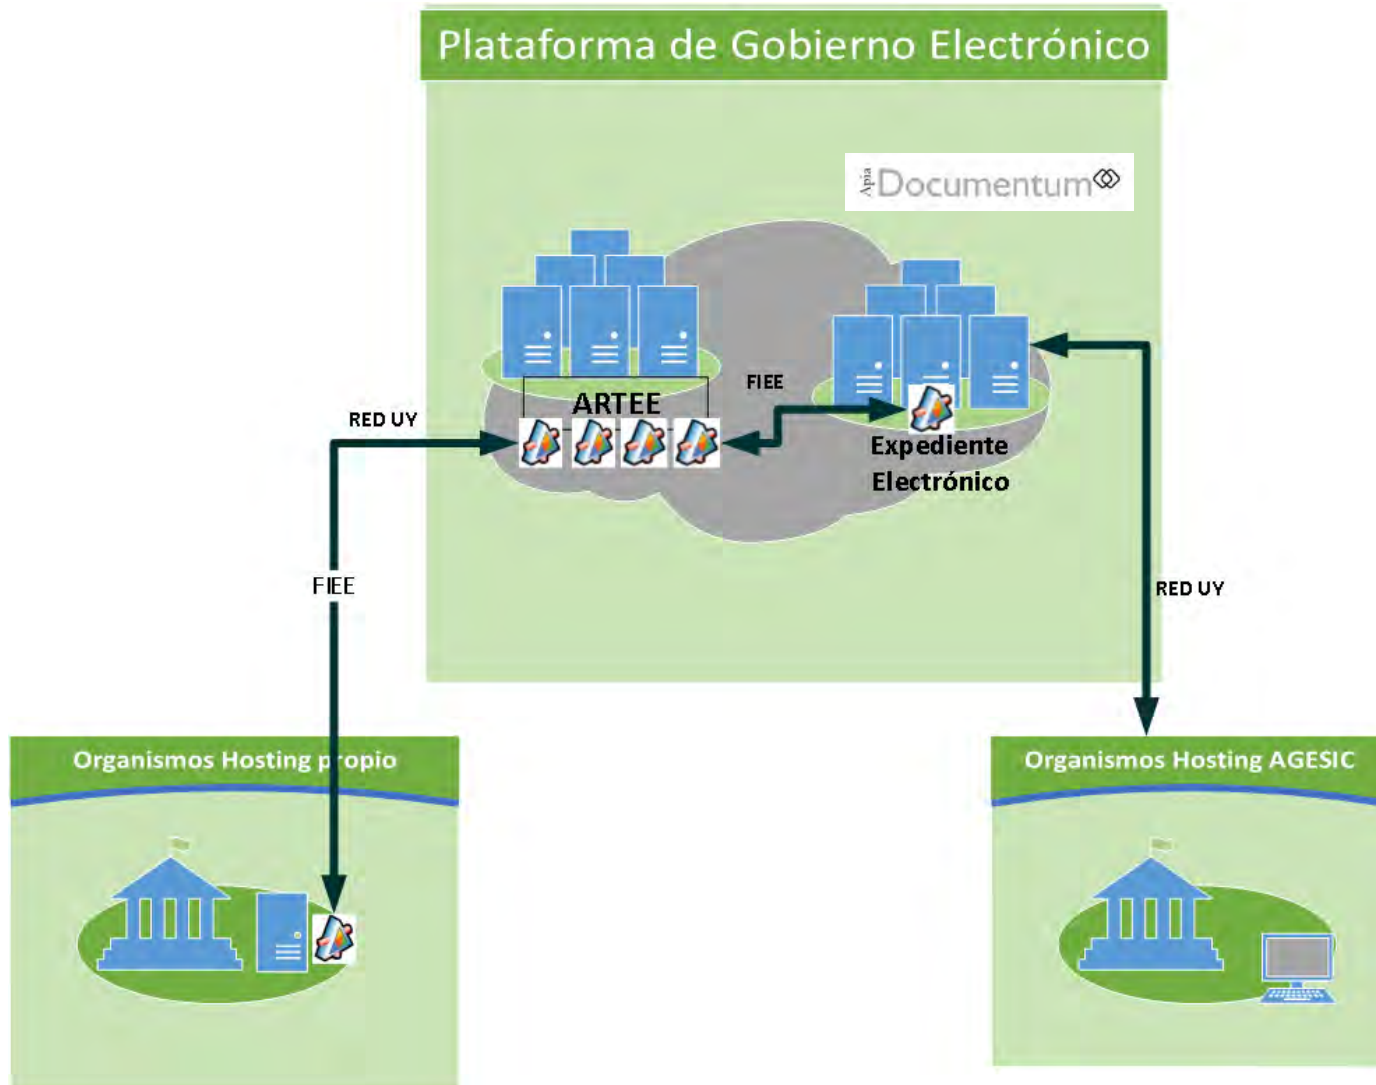 Plataforma de Gobierno Electrónico
Apia
Documentum
FIEE
ARTEE
RED UY
Expediente
Electrónico
FIEE
RED UY
Organismos Hosting propio
Organismos Hosting AGESIC